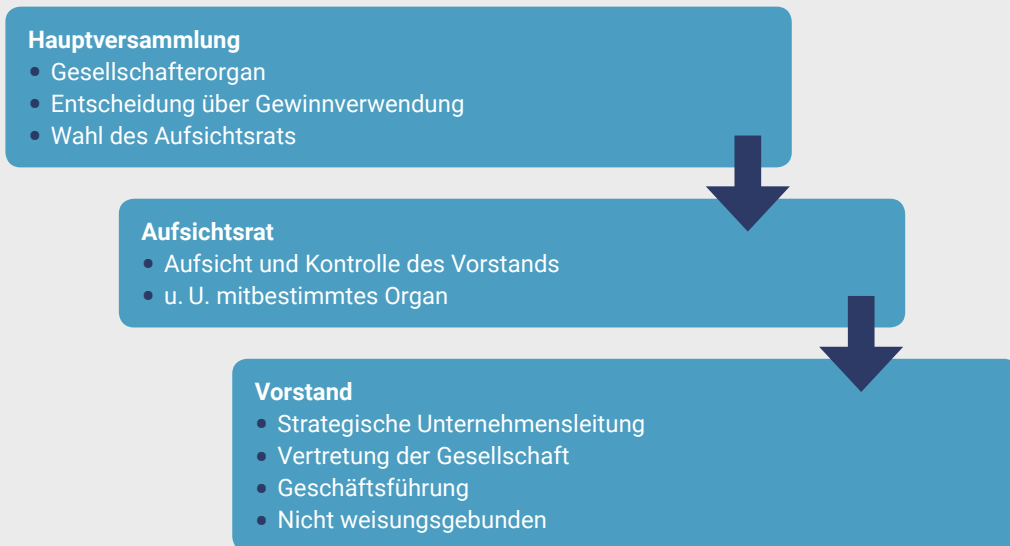 Hauptversammlung
• Gesellschafterorgan
• Entscheidung über Gewinnverwendung
• Wahl des Aufsichtsrats
Aufsichtsrat
• Aufsicht und Kontrolle des Vorstands
• u. U. mitbestimmtes Organ
Vorstand
• Strategische Unternehmensleitung
• Vertretung der Gesellschaft
• Geschäftsführung
• Nicht weisungsgebunden